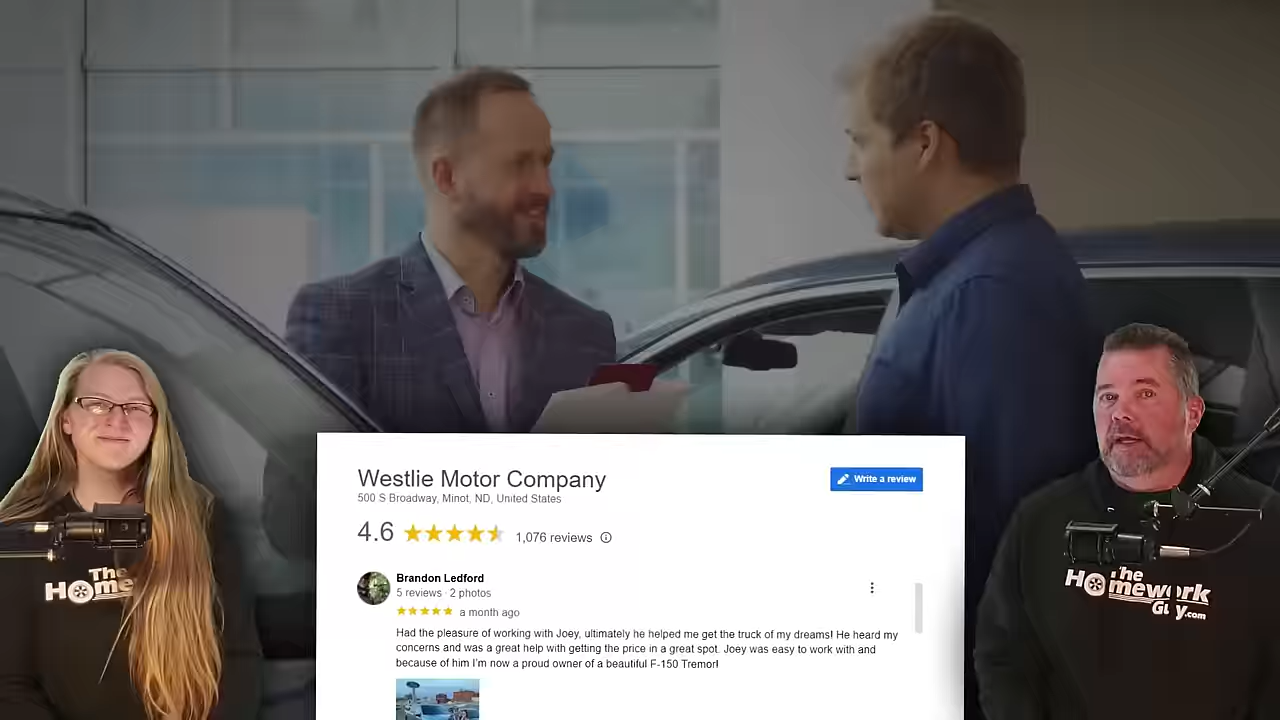 Westlie Motor Company
Write a review
500 S Broadway, Minot, ND, United States
4.6
1,076 reviews
Brandon Ledford
5 reviews · 2 photos
a month ago
Had the pleasure of working with Joey, ultimately he helped me get the truck of my dreams! He heard my
concerns and was a great help with getting the price in a great spot. Joey was easy to work with and
because of him I'm now a proud owner of a beautiful F-150 Tremor!
The
Home
The
Homework
Guy.com